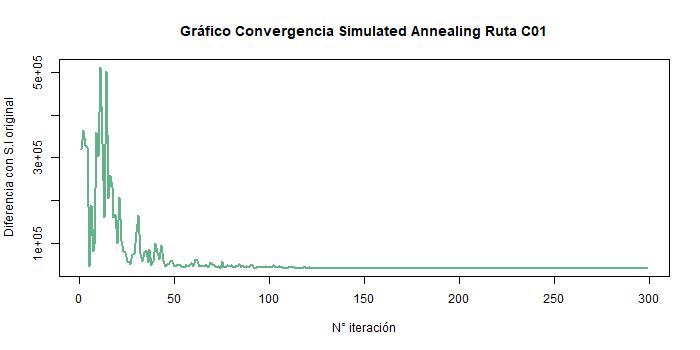 Gráfico Convergencia Simulated Annealing Ruta C01
Diferencia con S.I original
5e+05
3e+05
1e+05
0 50 100 150 200 250 300
N° iteración